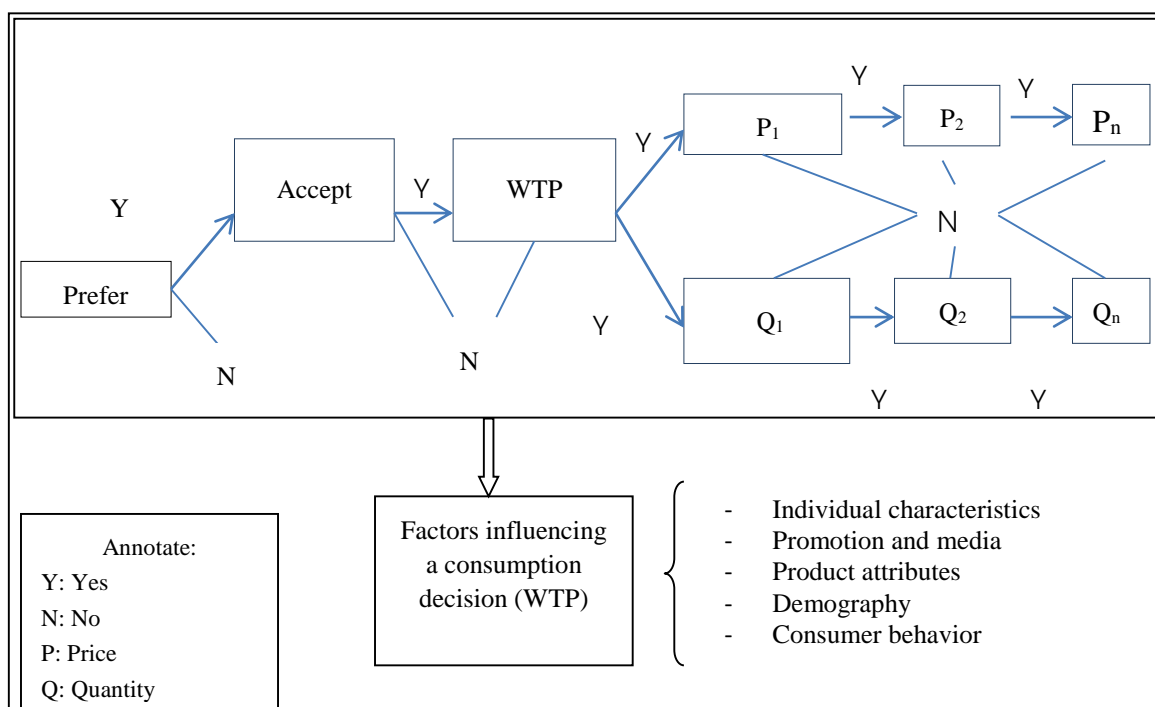 Y
Y
Y
P₁
P₂
Pₙ
Accept
Y
WTP
Y
N
Prefer
Q₁
Q₂
Qₙ
Y
N
N
Y
Y
Factors influencing
a consumption
decision (WTP)
- Individual characteristics
- Promotion and media
- Product attributes
- Demography
- Consumer behavior
Annotate:
Y: Yes
N: No
P: Price
Q: Quantity